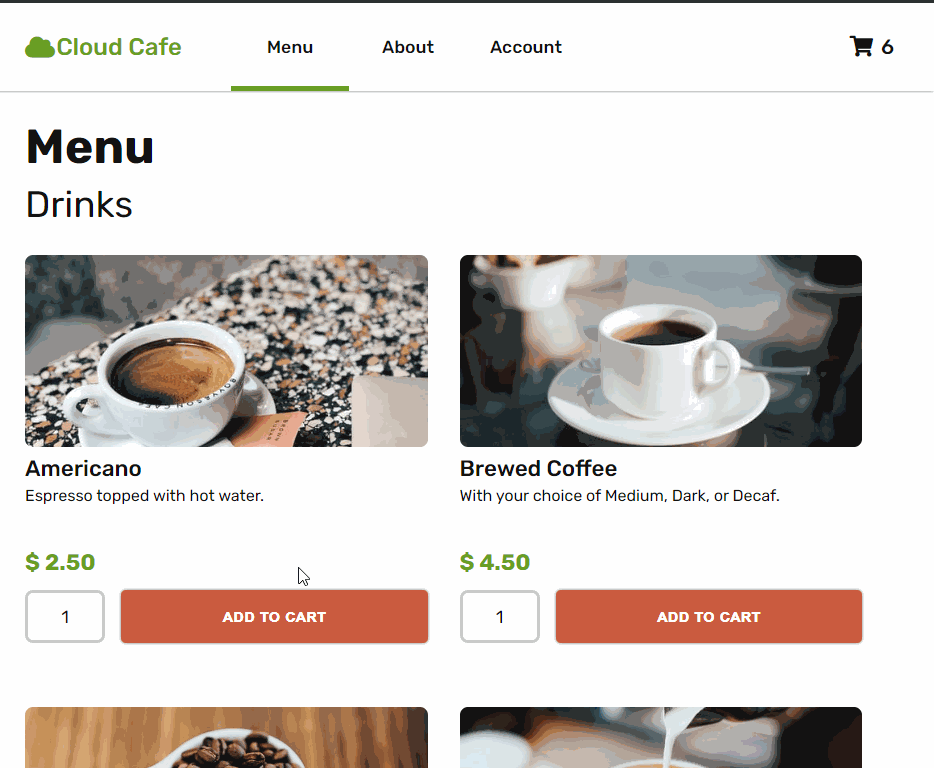 Cloud Cafe
Menu
About
Account
6
Menu
Drinks
Americano
Espresso topped with hot water.
$ 2.50
1
ADD TO CART
Brewed Coffee
With your choice of Medium, Dark, or Decaf.
$ 4.50
1
ADD TO CART